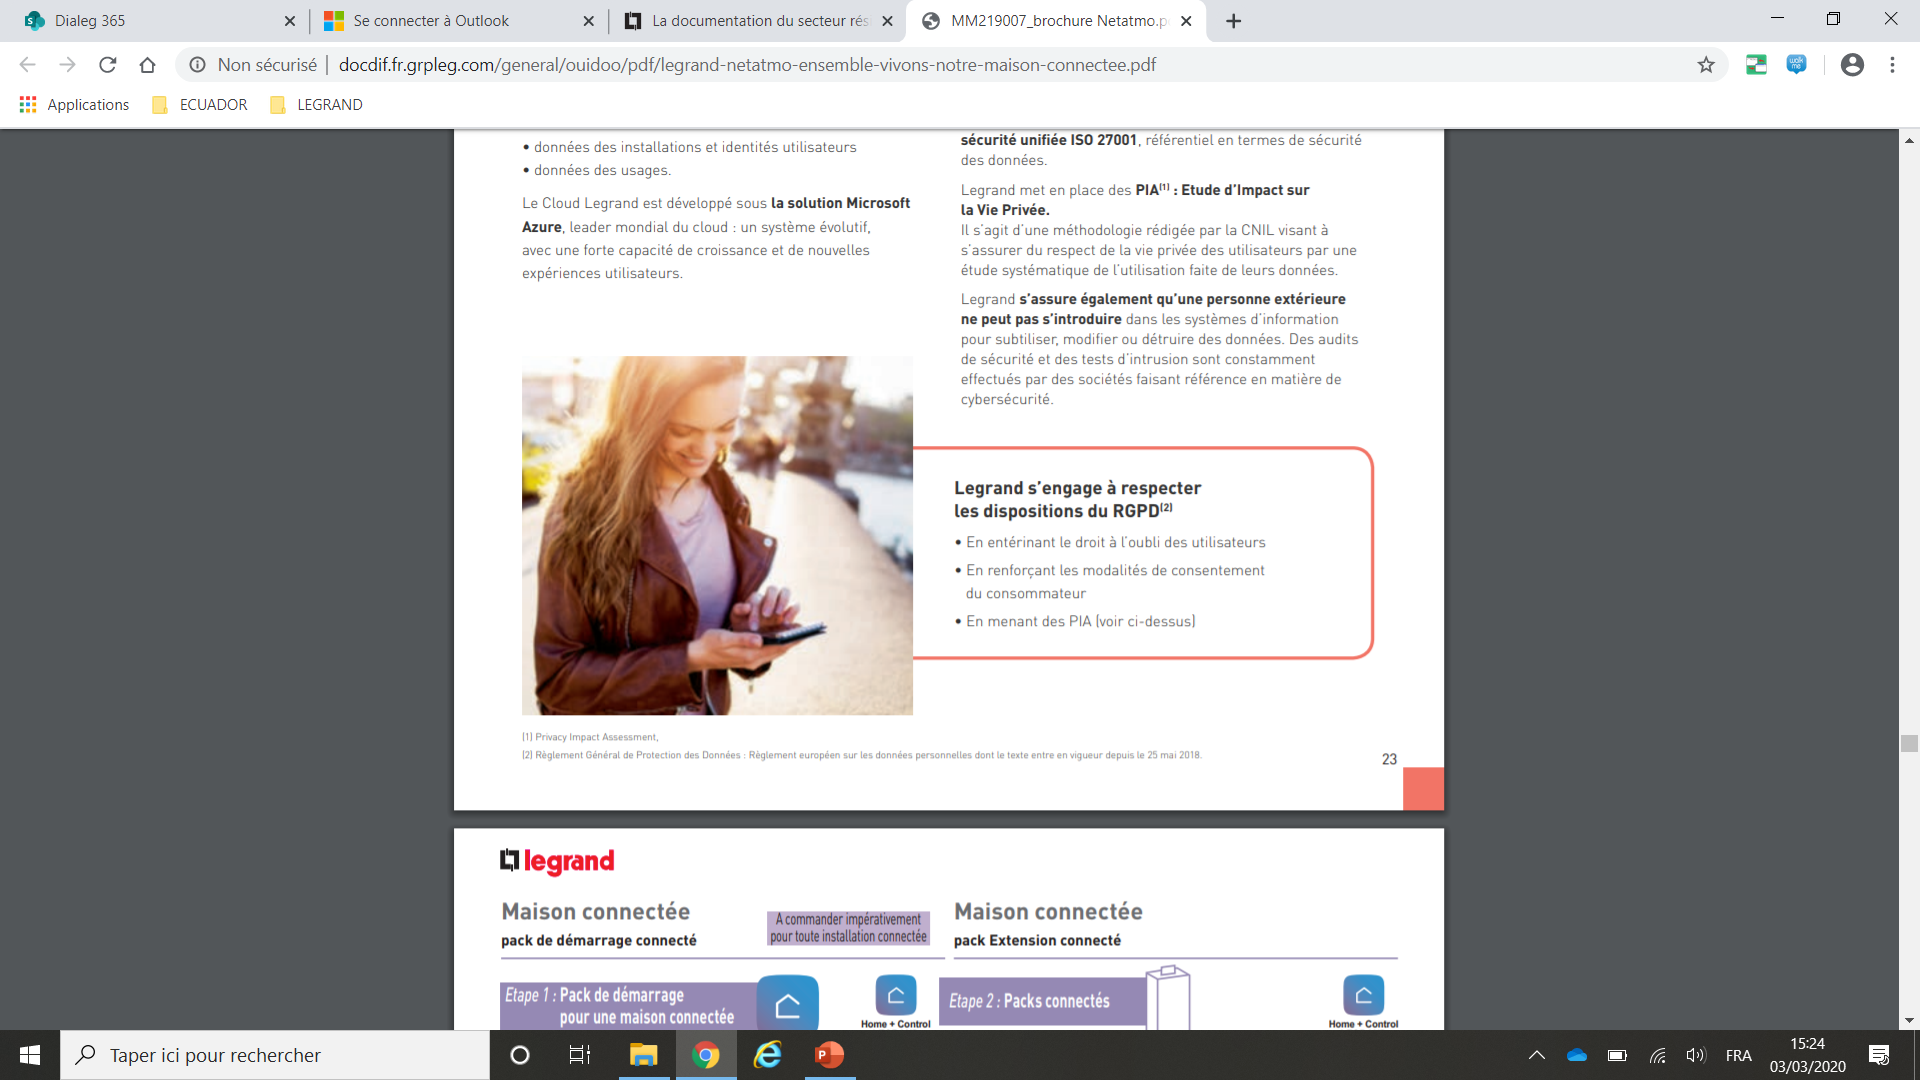 Dialeg 365
Se connecter à Outlook
La documentation du secteur rés
MM219007_brochure Netatmo.p
Non sécurisé
docdif.fr.grpleg.com/general/ouidoo/pdf/legrand-netatmo-ensemble-vivons-notre-maison-connectee.pdf
Applications
ECUADOR
LEGRAND
• données des installations et identités utilisateurs
• données des usages.
Le Cloud Legrand est développé sous la solution Microsoft
Azure, leader mondial du cloud : un système évolutif,
avec une forte capacité de croissance et de nouvelles
expériences utilisateurs.
sécurité unifiée ISO 27001, référentiel en termes de sécurité
des données.
Legrand met en place des PIA(1) : Etude d'Impact sur
la Vie Privée.
Il s'agit d'une méthodologie rédigée par la CNIL visant à
s'assurer du respect de la vie privée des utilisateurs par une
étude systématique de l'utilisation faite de leurs données.
Legrand s'assure également qu'une personne extérieure
ne peut pas s'introduire dans les systèmes d'information
pour subtiliser, modifier ou détruire des données. Des audits
de sécurité et des tests d'intrusion sont constamment
effectués par des sociétés faisant référence en matière de
cybersécurité.
Legrand s'engage à respecter
les dispositions du RGPD(2)
• En entérinant le droit à l'oubli des utilisateurs
• En renforçant les modalités de consentement
du consommateur
• En menant des PIA (voir ci-dessus)
(1) Privacy Impact Assessment,
(2) Règlement Général de Protection des Données : Règlement européen sur les données personnelles dont le texte entre en vigueur depuis le 25 mai 2018.
23
legrand
Maison connectée
pack de démarrage connecté
A commander impérativement
pour toute installation connectée
Maison connectée
pack Extension connecté
Etape 1 : Pack de démarrage
pour une maison connectée
Home + Control
Etape 2 : Packs connectés
Home + Control
Taper ici pour rechercher
FRA
15:24
03/03/2020